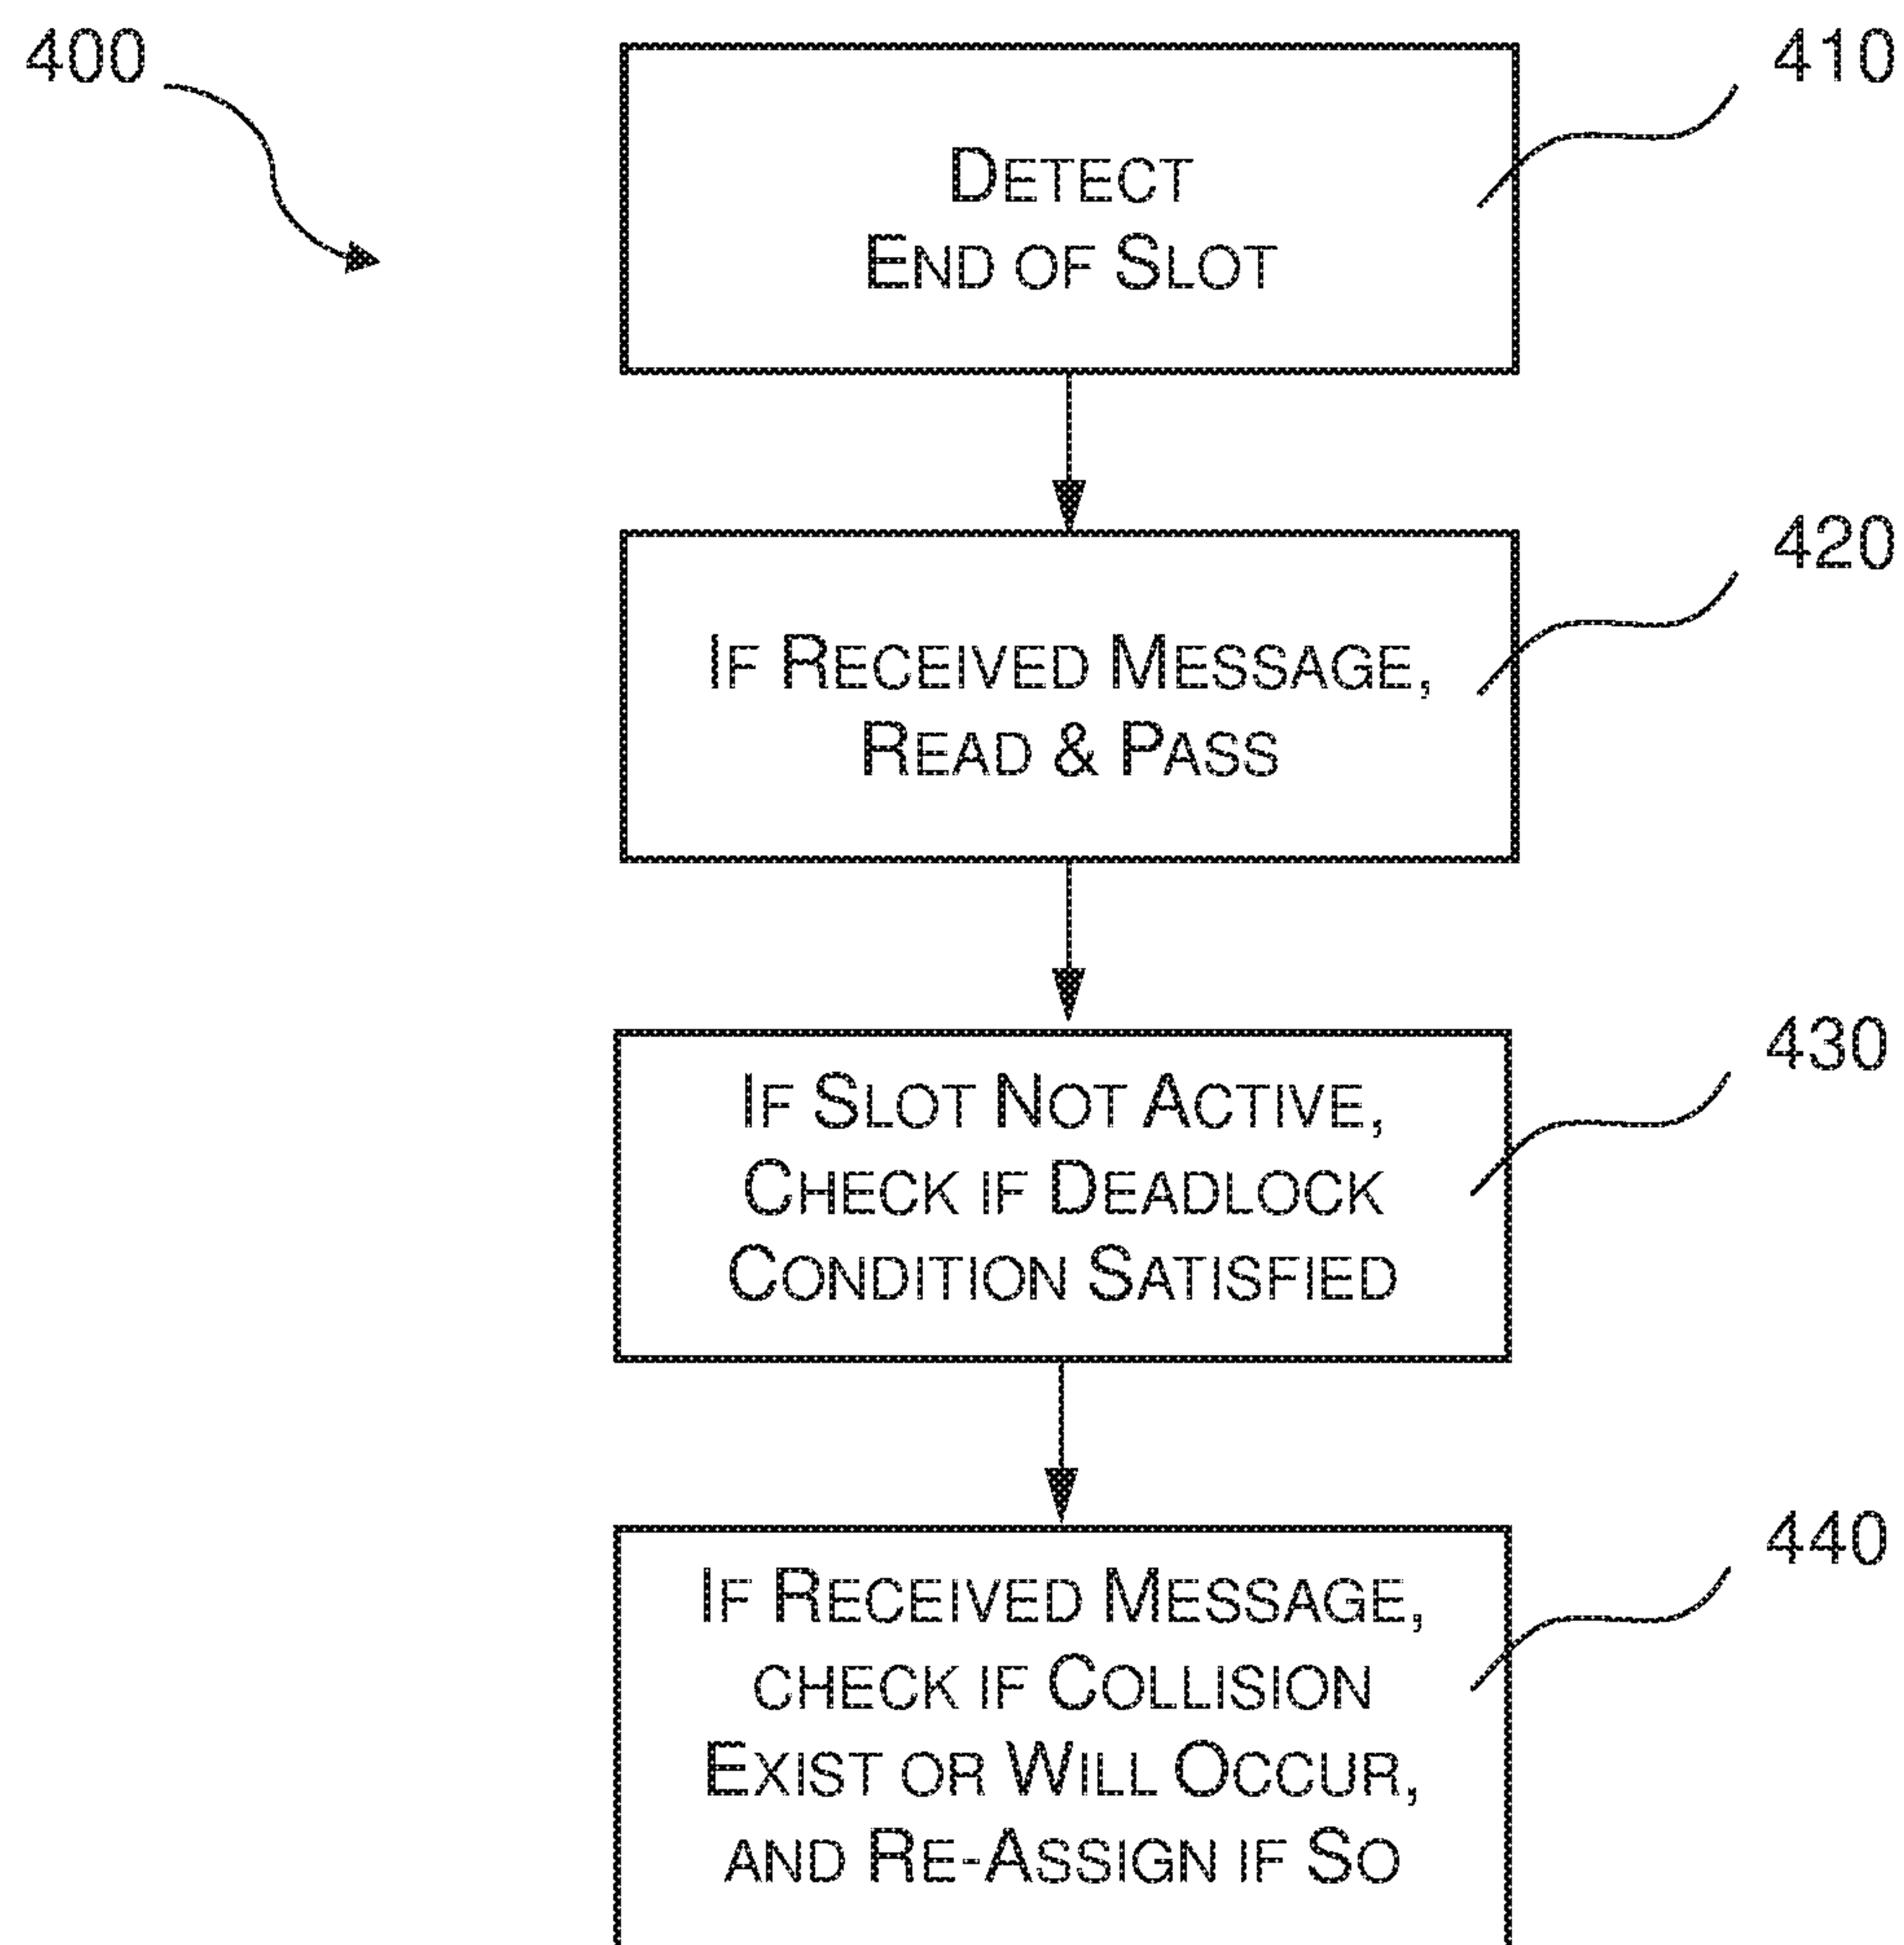 400
410
DETECT
END OF SLOT
420
IF RECEIVED MESSAGE,
READ & PASS
430
IF SLOT NOT ACTIVE,
CHECK IF DEADLOCK
CONDITION SATISFIED
440
IF RECEIVED MESSAGE,
CHECK IF COLLISION
EXIST OR WILL OCCUR,
AND RE-ASSIGN IF SO